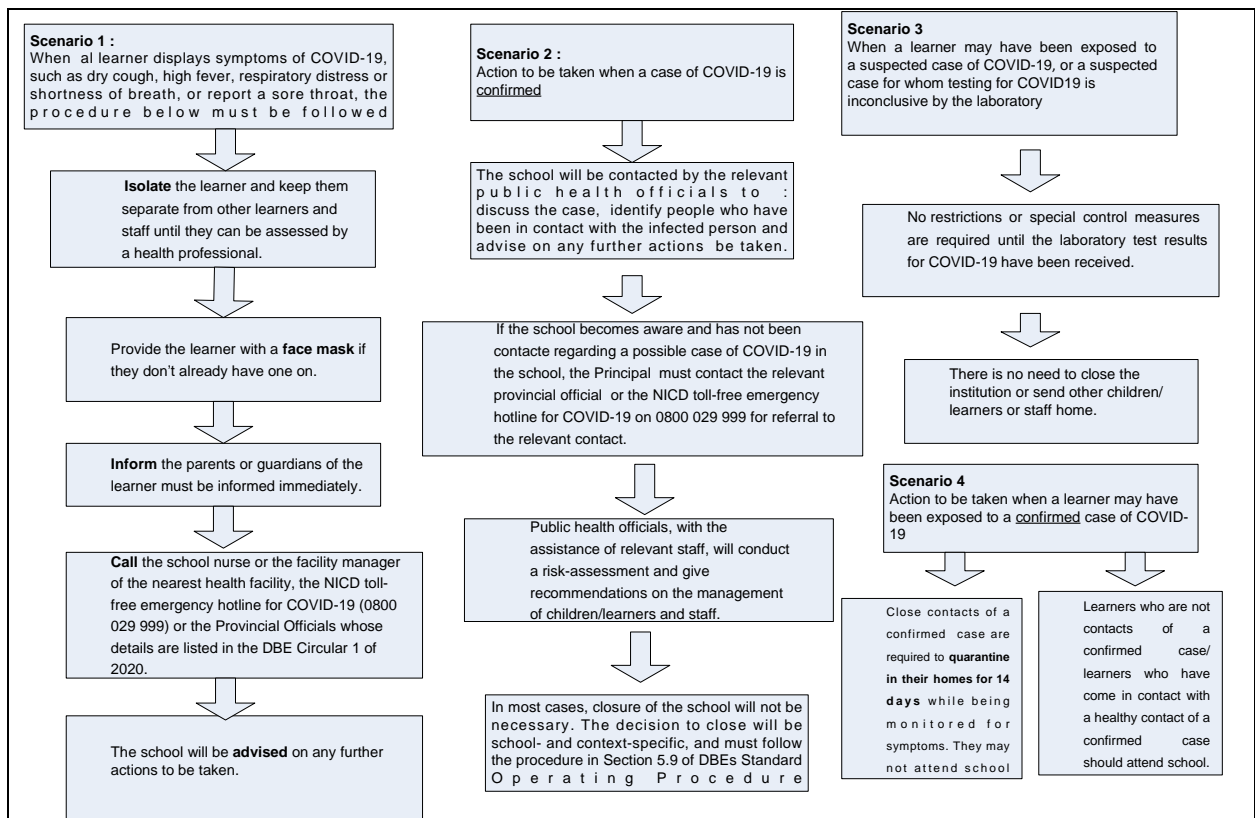 Scenario 1 :
When al learner displays symptoms of COVID-19,
such as dry cough, high fever, respiratory distress or
shortness of breath, or report a sore throat, the
procedure below must be followed
Isolate the learner and keep them
separate from other learners and
staff until they can be assessed by
a health professional.
Provide the learner with a face mask if
they don't already have one on.
Inform the parents or guardians of the
learner must be informed immediately.
Call the school nurse or the facility manager
of the nearest health facility, the NICD toll-
free emergency hotline for COVID-19 (0800
029 999) or the Provincial Officials whose
details are listed in the DBE Circular 1 of
2020.
The school will be advised on any further
actions to be taken.
Scenario 2 :
Action to be taken when a case of COVID-19 is
confirmed
The school will be contacted by the relevant
public health officials to :
discuss the case, identify people who have
been in contact with the infected person and
advise on any further actions be taken.
If the school becomes aware and has not been
contacte regarding a possible case of COVID-19 in
the school, the Principal must contact the relevant
provincial official or the NICD toll-free emergency
hotline for COVID-19 on 0800 029 999 for referral to
the relevant contact.
Public health officials, with the
assistance of relevant staff, will conduct
a risk-assessment and give
recommendations on the management
of children/learners and staff.
In most cases, closure of the school will not be
necessary. The decision to close will be
school- and context-specific, and must follow
the procedure in Section 5.9 of DBEs Standard
Operating Procedure
Scenario 3
When a learner may have been exposed to
a suspected case of COVID-19, or a suspected
case for whom testing for COVID19 is
inconclusive by the laboratory
No restrictions or special control measures
are required until the laboratory test results
for COVID-19 have been received.
There is no need to close the
institution or send other children/
learners or staff home.
Scenario 4
Action to be taken when a learner may have
been exposed to a confirmed case of COVID-
19
Close contacts of a
confirmed case are
required to quarantine
in their homes for 14
days while being
monitored for
symptoms. They may
not attend school
Learners who are not
contacts of a
confirmed case/
learners who have
come in contact with
a healthy contact of a
confirmed case
should attend school.